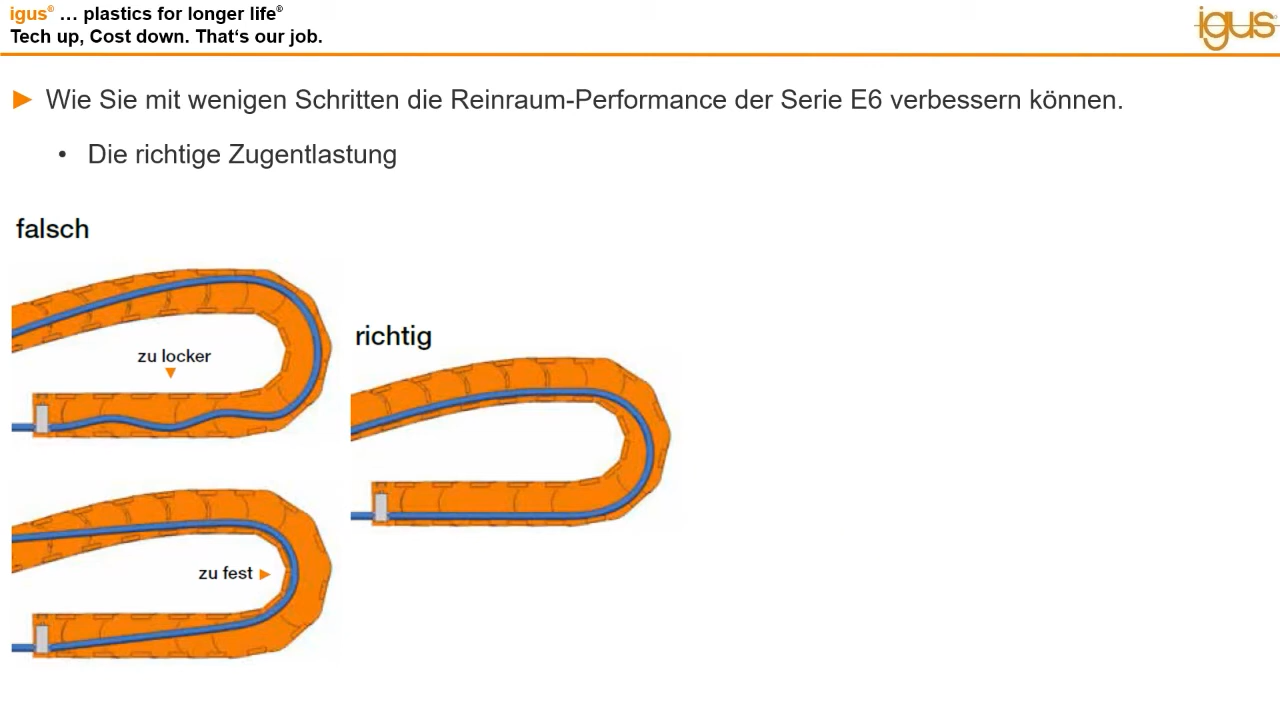 igus® … plastics for longer life®
Tech up, Cost down. That‘s our job.
igus®
► Wie Sie mit wenigen Schritten die Reinraum-Performance der Serie E6 verbessern können.
• Die richtige Zugentlastung
falsch
zu locker
richtig
zu fest